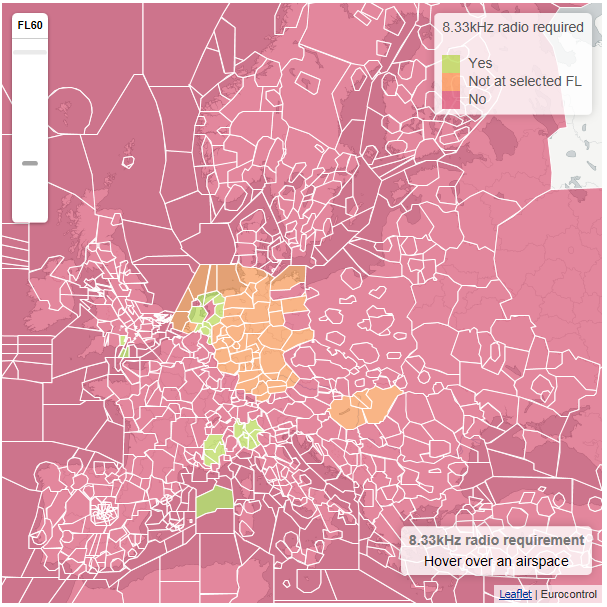 FL60
8.33kHz radio required
Yes
Not at selected FL
No
8.33kHz radio requirement
Hover over an airspace
Leaflet | Eurocontrol